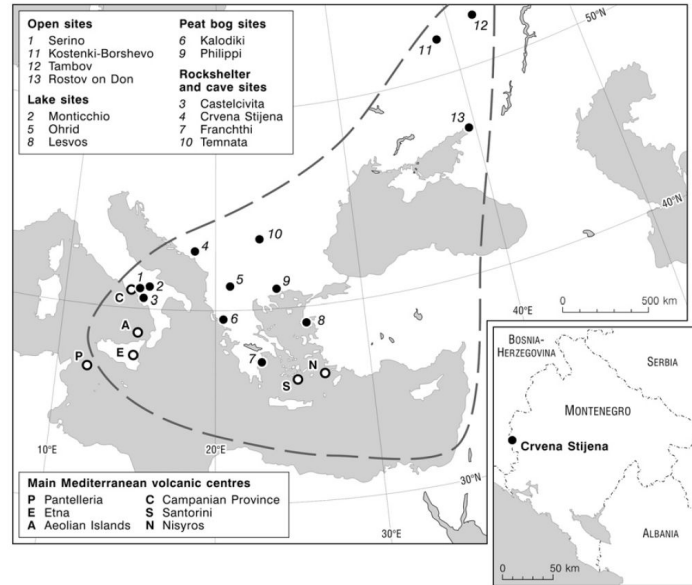 Open sites
1 Serino
11 Kostenki-Borshevo
12 Tambov
13 Rostov on Don
Lake sites
2 Monticchio
5 Ohrid
8 Lesvos
Peat bog sites
6 Kalodiki
9 Philippi
Rockshelter
and cave sites
3 Castelcivita
4 Crvena Stijena
7 Franchthi
10 Temnata
12
50°N
11
13
40°N
4
10
1
2
C
3
5
9
40°E
0 500 km
6
8
A
P
E
7
N
S
10°E
20°E
30°N
30°E
Main Mediterranean volcanic centres
P Pantelleria
E Etna
A Aeolian Islands
C Campanian Province
S Santorini
N Nisyros
BOSNIA-
HERZEGOVINA
SERBIA
MONTENEGRO
Crvena Stijena
ALBANIA
0 50 km